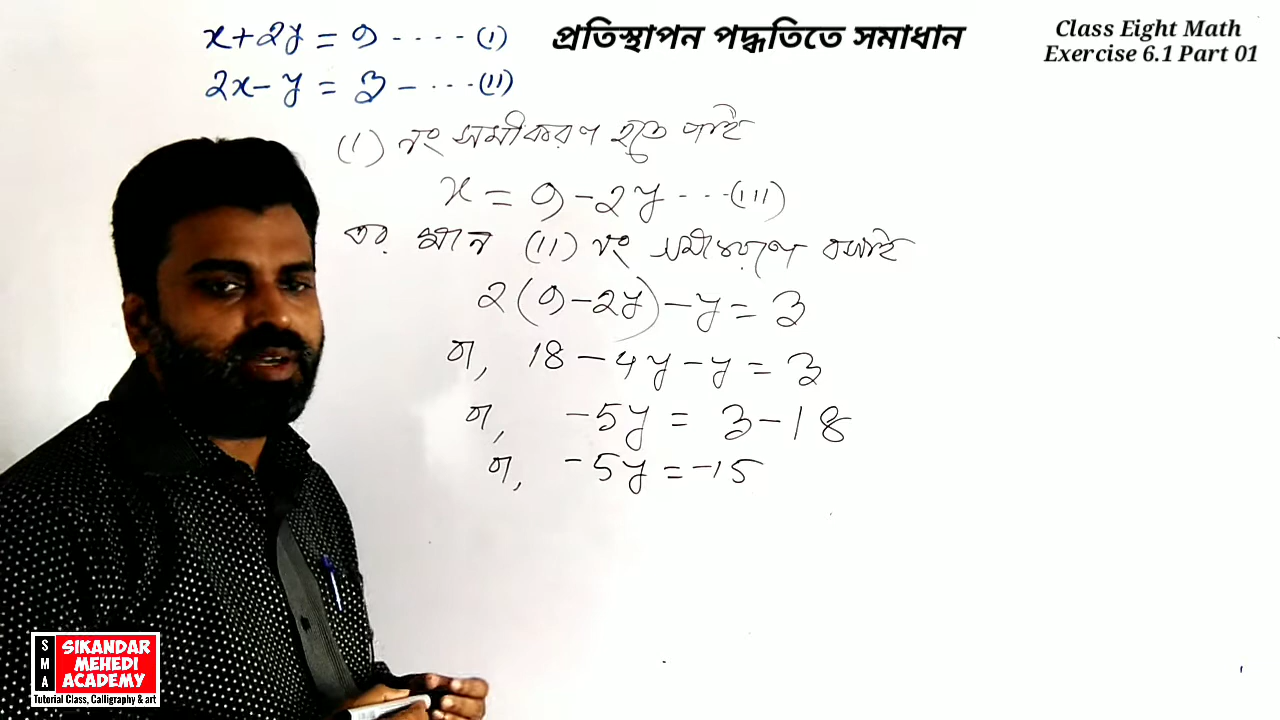 x + 2y = 9 ---- (I)
2x - y = 3 - --- (II)
প্রতিস্থাপন পদ্ধতিতে সমাধান
Class Eight Math
Exercise 6.1 Part 01
(I) নং সমীকরণ হতে পাই
x = 9 - 2y --- (III)
এর মান (II) নং সমীকরণে বসাই
2(9 - 2y) - y = 3
বা, 18 - 4y - y = 3
বা, -5y = 3 - 18
বা, -5y = -15
SMA
SIKANDAR
MEHEDI
ACADEMY
Tutorial Class, Calligraphy & art